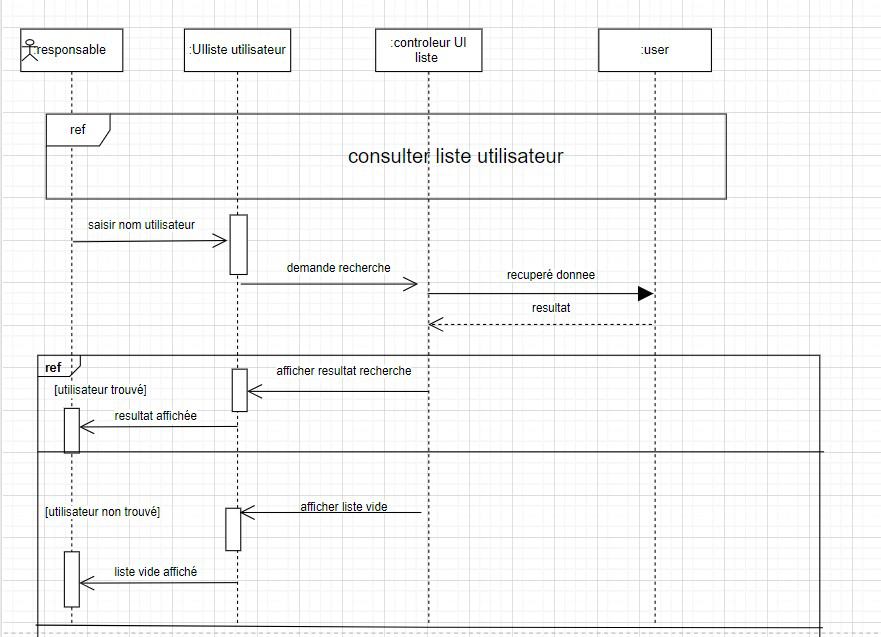 :responsable
:UIliste utilisateur
:controleur UI
liste
:user
ref
consulter liste utilisateur
saisir nom utilisateur
demande recherche
recuperé donnee
resultat
ref
afficher resultat recherche
[utilisateur trouvé]
resultat affichée
afficher liste vide
[utilisateur non trouvé]
liste vide affiché